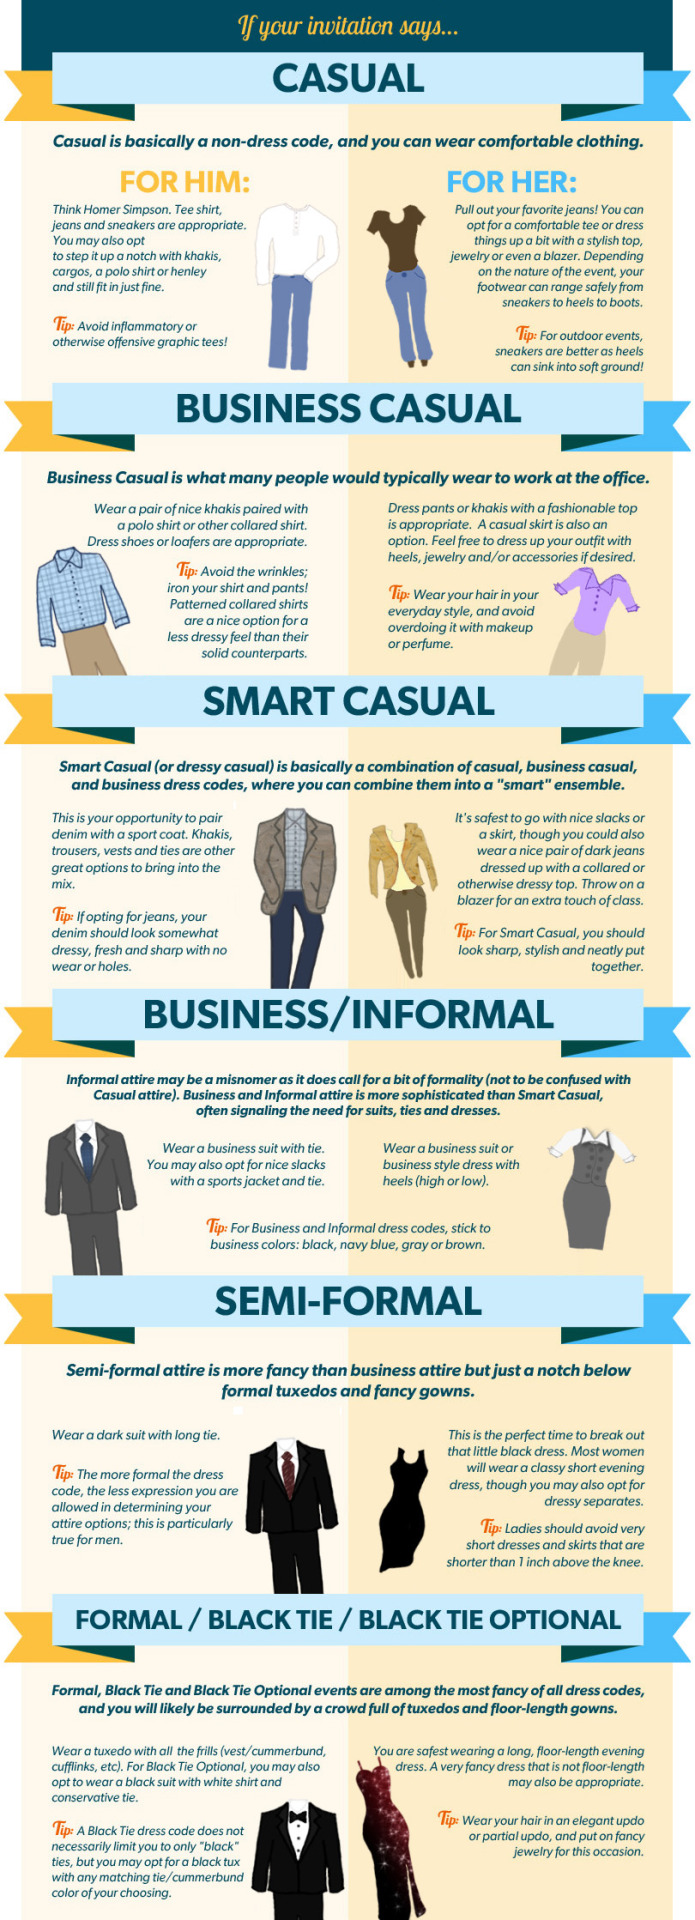 If your invitation says...
CASUAL
Casual is basically a non-dress code, and you can wear comfortable clothing.
FOR HIM:
Think Homer Simpson. Tee shirt,
jeans and sneakers are appropriate.
You may also opt
to step it up a notch with khakis,
cargos, a polo shirt or henley
and still fit in just fine.
Tip: Avoid inflammatory or
otherwise offensive graphic tees!
FOR HER:
Pull out your favorite jeans! You can
opt for a comfortable tee or dress
things up a bit with a stylish top,
jewelry or even a blazer. Depending
on the nature of the event, your
footwear can range safely from
sneakers to heels to boots.
Tip: For outdoor events,
sneakers are better as heels
can sink into soft ground!
BUSINESS CASUAL
Business Casual is what many people would typically wear to work at the office.
Wear a pair of nice khakis paired with
a polo shirt or other collared shirt.
Dress shoes or loafers are appropriate.
Tip: Avoid the wrinkles;
iron your shirt and pants!
Patterned collared shirts
are a nice option for a
less dressy feel than their
solid counterparts.
Dress pants or khakis with a fashionable top
is appropriate. A casual skirt is also an
option. Feel free to dress up your outfit with
heels, jewelry and/or accessories if desired.
Tip: Wear your hair in your
everyday style, and avoid
overdoing it with makeup
or perfume.
SMART CASUAL
Smart Casual (or dressy casual) is basically a combination of casual, business casual,
and business dress codes, where you can combine them into a "smart" ensemble.
This is your opportunity to pair
denim with a sport coat. Khakis,
trousers, vests and ties are other
great options to bring into the
mix.
Tip: If opting for jeans, your
denim should look somewhat
dressy, fresh and sharp with no
wear or holes.
It's safest to go with nice slacks or
a skirt, though you could also
wear a nice pair of dark jeans
dressed up with a collared or
otherwise dressy top. Throw on a
blazer for an extra touch of class.
Tip: For Smart Casual, you should
look sharp, stylish and neatly put
together.
BUSINESS/INFORMAL
Informal attire may be a misnomer as it does call for a bit of formality (not to be confused with
Casual attire). Business and Informal attire is more sophisticated than Smart Casual,
often signaling the need for suits, ties and dresses.
Wear a business suit with tie.
You may also opt for nice slacks
with a sports jacket and tie.
Wear a business suit or
business style dress with
heels (high or low).
Tip: For Business and Informal dress codes, stick to
business colors: black, navy blue, gray or brown.
SEMI-FORMAL
Semi-formal attire is more fancy than business attire but just a notch below
formal tuxedos and fancy gowns.
Wear a dark suit with long tie.
Tip: The more formal the dress
code, the less expression you are
allowed in determining your
attire options; this is particularly
true for men.
This is the perfect time to break out
that little black dress. Most women
will wear a classy short evening
dress, though you may also opt for
dressy separates.
Tip: Ladies should avoid very
short dresses and skirts that are
shorter than 1 inch above the knee.
FORMAL / BLACK TIE / BLACK TIE OPTIONAL
Formal, Black Tie and Black Tie Optional events are among the most fancy of all dress codes,
and you will likely be surrounded by a crowd full of tuxedos and floor-length gowns.
Wear a tuxedo with all the frills (vest/cummerbund,
cufflinks, etc). For Black Tie Optional, you may also
opt to wear a black suit with white shirt and
conservative tie.
Tip: A Black Tie dress code does not
necessarily limit you to only "black"
ties, but you may opt for a black tux
with any matching tie/cummerbund
color of your choosing.
You are safest wearing a long, floor-length evening
dress. A very fancy dress that is not floor-length
may also be appropriate.
Tip: Wear your hair in an elegant updo
or partial updo, and put on fancy
jewelry for this occasion.